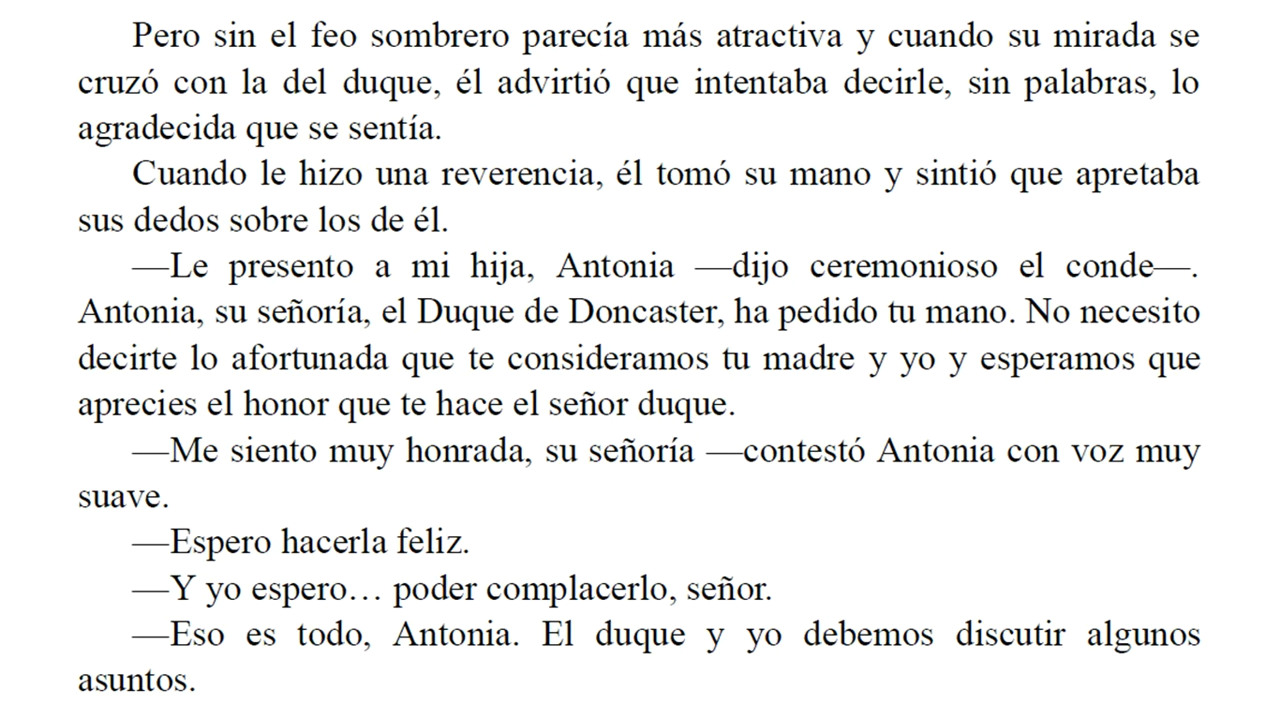 Pero sin el feo sombrero parecía más atractiva y cuando su mirada se
cruzó con la del duque, él advirtió que intentaba decirle, sin palabras, lo
agradecida que se sentía.
Cuando le hizo una reverencia, él tomó su mano y sintió que apretaba
sus dedos sobre los de él.
—Le presento a mi hija, Antonia —dijo ceremonioso el conde—.
Antonia, su señoría, el Duque de Doncaster, ha pedido tu mano. No necesito
decirte lo afortunada que te consideramos tu madre y yo y esperamos que
aprecies el honor que te hace el señor duque.
—Me siento muy honrada, su señoría —contestó Antonia con voz muy
suave.
—Espero hacerla feliz.
—Y yo espero… poder complacerlo, señor.
—Eso es todo, Antonia. El duque y yo debemos discutir algunos
asuntos.